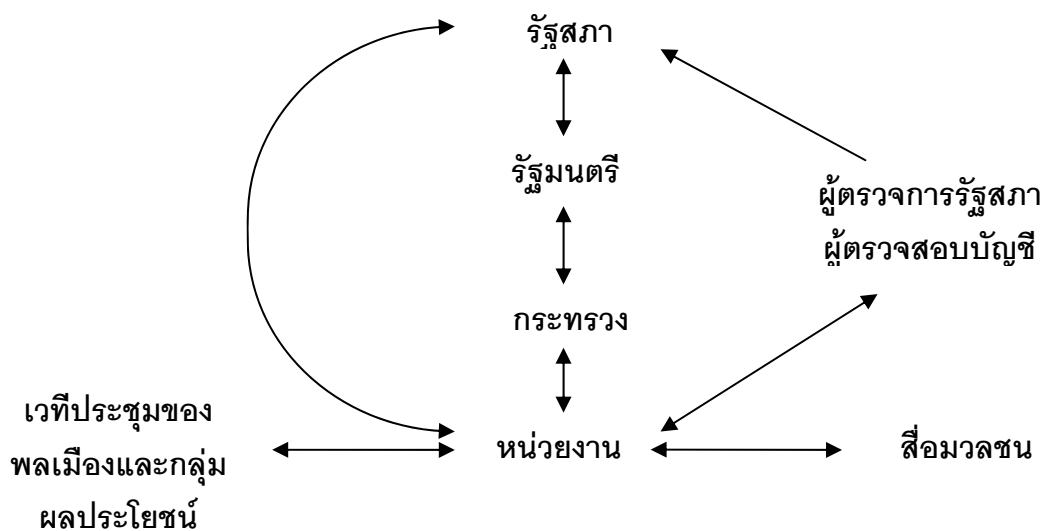 รัฐสภา
รัฐมนตรี
ผู้ตรวจการรัฐสภา
ผู้ตรวจสอบบัญชี
กระทรวง
เวทีประชุมของ
พลเมืองและกลุ่ม
ผลประโยชน์
หน่วยงาน
สื่อมวลชน